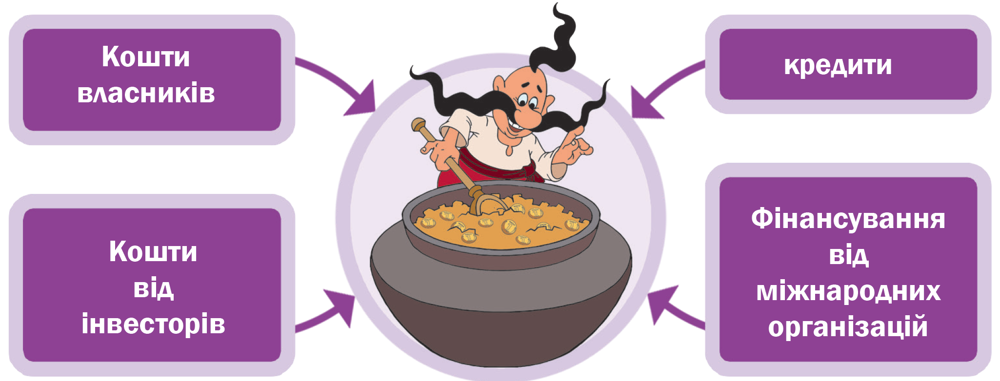 Кошти
власників
кредити
Кошти
від
інвесторів
Фінансування
від
міжнародних
організацій